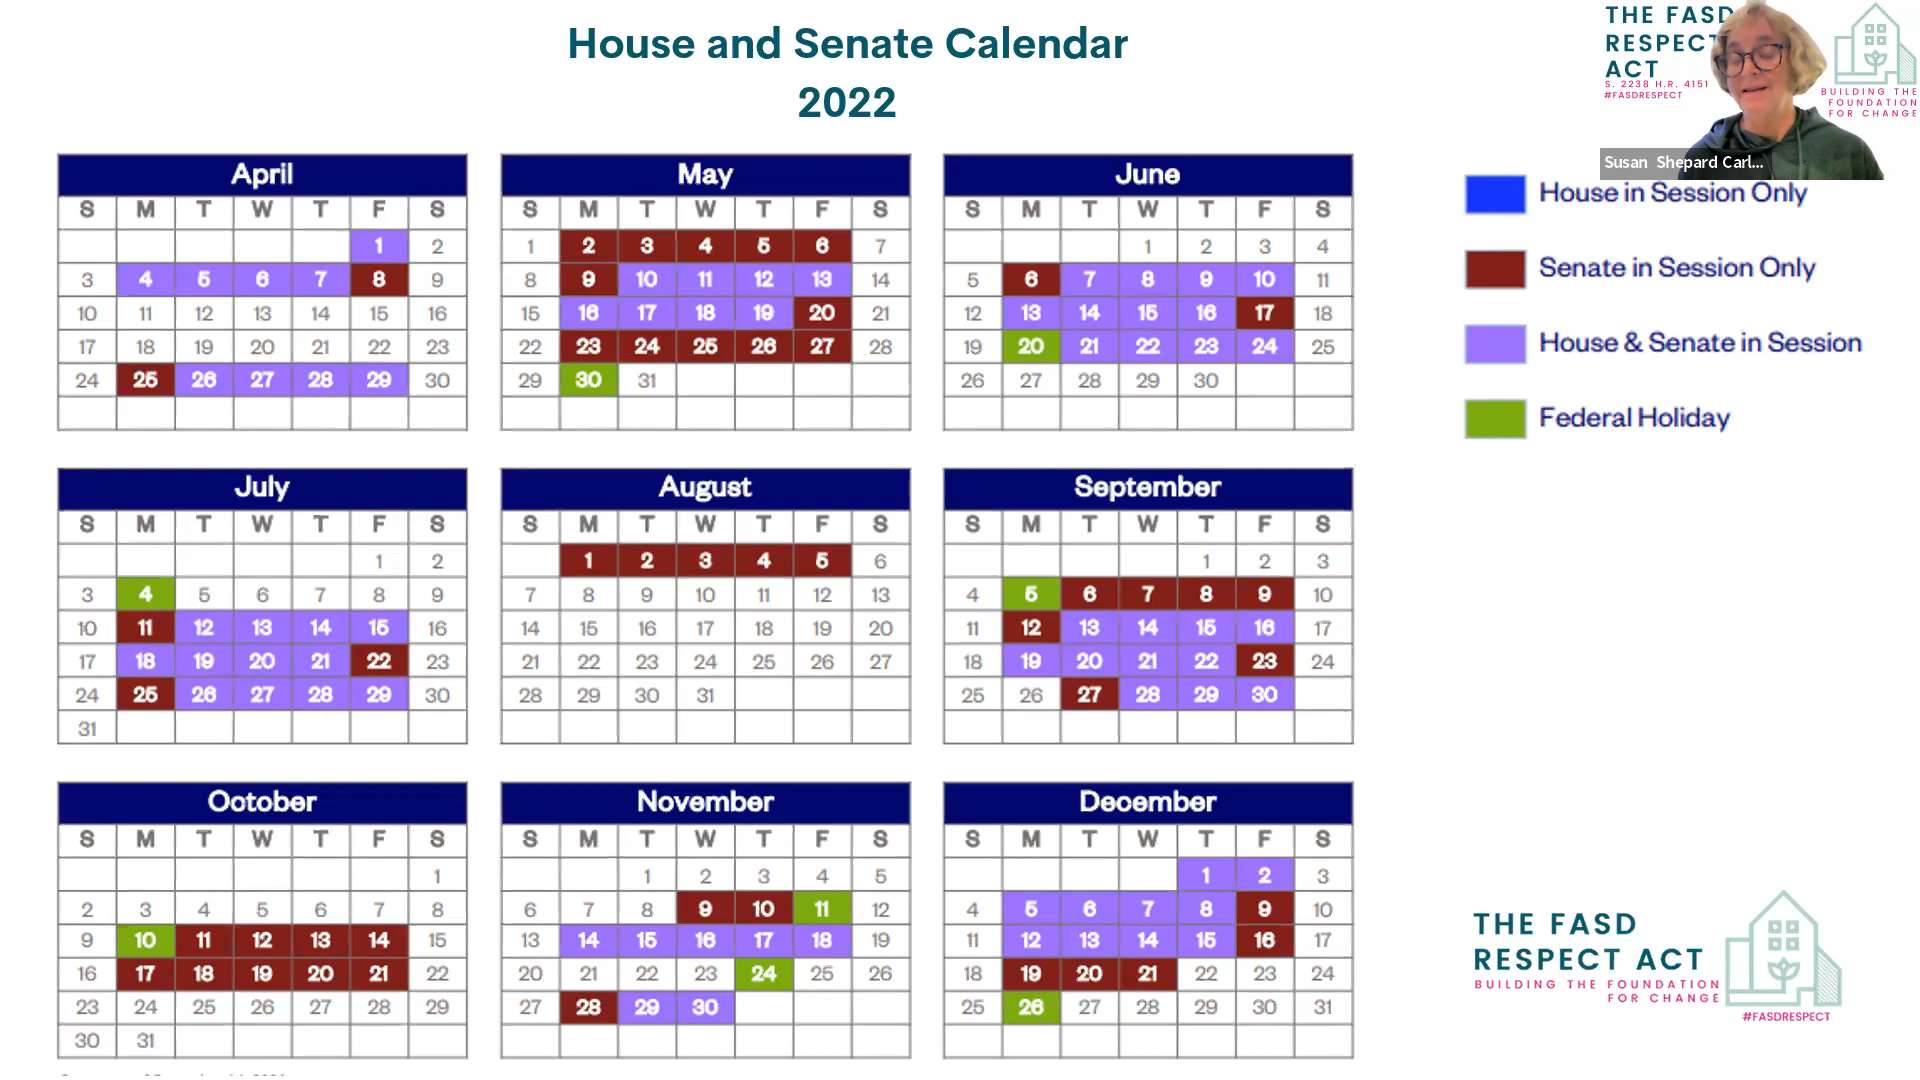 House and Senate Calendar
2022
THE FASD
RESPECT
ACT
S. 2238 H.R. 4151
#FASDRESPECT
BUILDING THE
FOUNDATION
FOR CHANGE
Susan Shepard Carl...
April
S M T W T F S
1 2
3 4 5 6 7 8 9
10 11 12 13 14 15 16
17 18 19 20 21 22 23
24 25 26 27 28 29 30
May
S M T W T F S
1 2 3 4 5 6 7
8 9 10 11 12 13 14
15 16 17 18 19 20 21
22 23 24 25 26 27 28
29 30 31
June
S M T W T F S
1 2 3 4
5 6 7 8 9 10 11
12 13 14 15 16 17 18
19 20 21 22 23 24 25
26 27 28 29 30
House in Session Only
Senate in Session Only
House & Senate in Session
Federal Holiday
July
S M T W T F S
1 2
3 4 5 6 7 8 9
10 11 12 13 14 15 16
17 18 19 20 21 22 23
24 25 26 27 28 29 30
31
August
S M T W T F S
1 2 3 4 5 6
7 8 9 10 11 12 13
14 15 16 17 18 19 20
21 22 23 24 25 26 27
28 29 30 31
September
S M T W T F S
1 2 3
4 5 6 7 8 9 10
11 12 13 14 15 16 17
18 19 20 21 22 23 24
25 26 27 28 29 30
October
S M T W T F S
1
2 3 4 5 6 7 8
9 10 11 12 13 14 15
16 17 18 19 20 21 22
23 24 25 26 27 28 29
30 31
November
S M T W T F S
1 2 3 4 5
6 7 8 9 10 11 12
13 14 15 16 17 18 19
20 21 22 23 24 25 26
27 28 29 30
December
S M T W T F S
1 2 3
4 5 6 7 8 9 10
11 12 13 14 15 16 17
18 19 20 21 22 23 24
25 26 27 28 29 30 31
THE FASD
RESPECT ACT
BUILDING THE FOUNDATION
FOR CHANGE
#FASDRESPECT